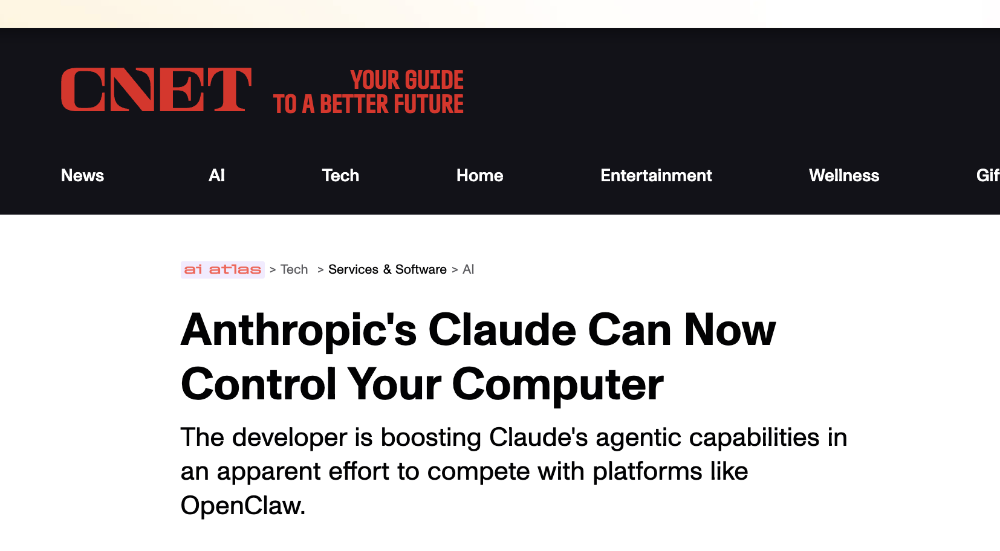 CNET
YOUR GUIDE
TO A BETTER FUTURE
News AI Tech Home Entertainment Wellness Gif
ai atlas > Tech > Services & Software > AI
Anthropic's Claude Can Now
Control Your Computer
The developer is boosting Claude's agentic capabilities in
an apparent effort to compete with platforms like
OpenClaw.